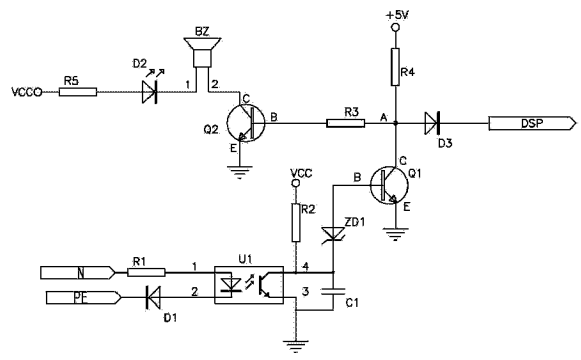 +5V
BZ
D2
R5
1
2
VCC
C
B
Q2
E
R3
A
R4
D3
DSP
C
B
Q1
E
VCC
R2
ZD1
U1
N
R1
1
4
PE
D1
2
3
C1